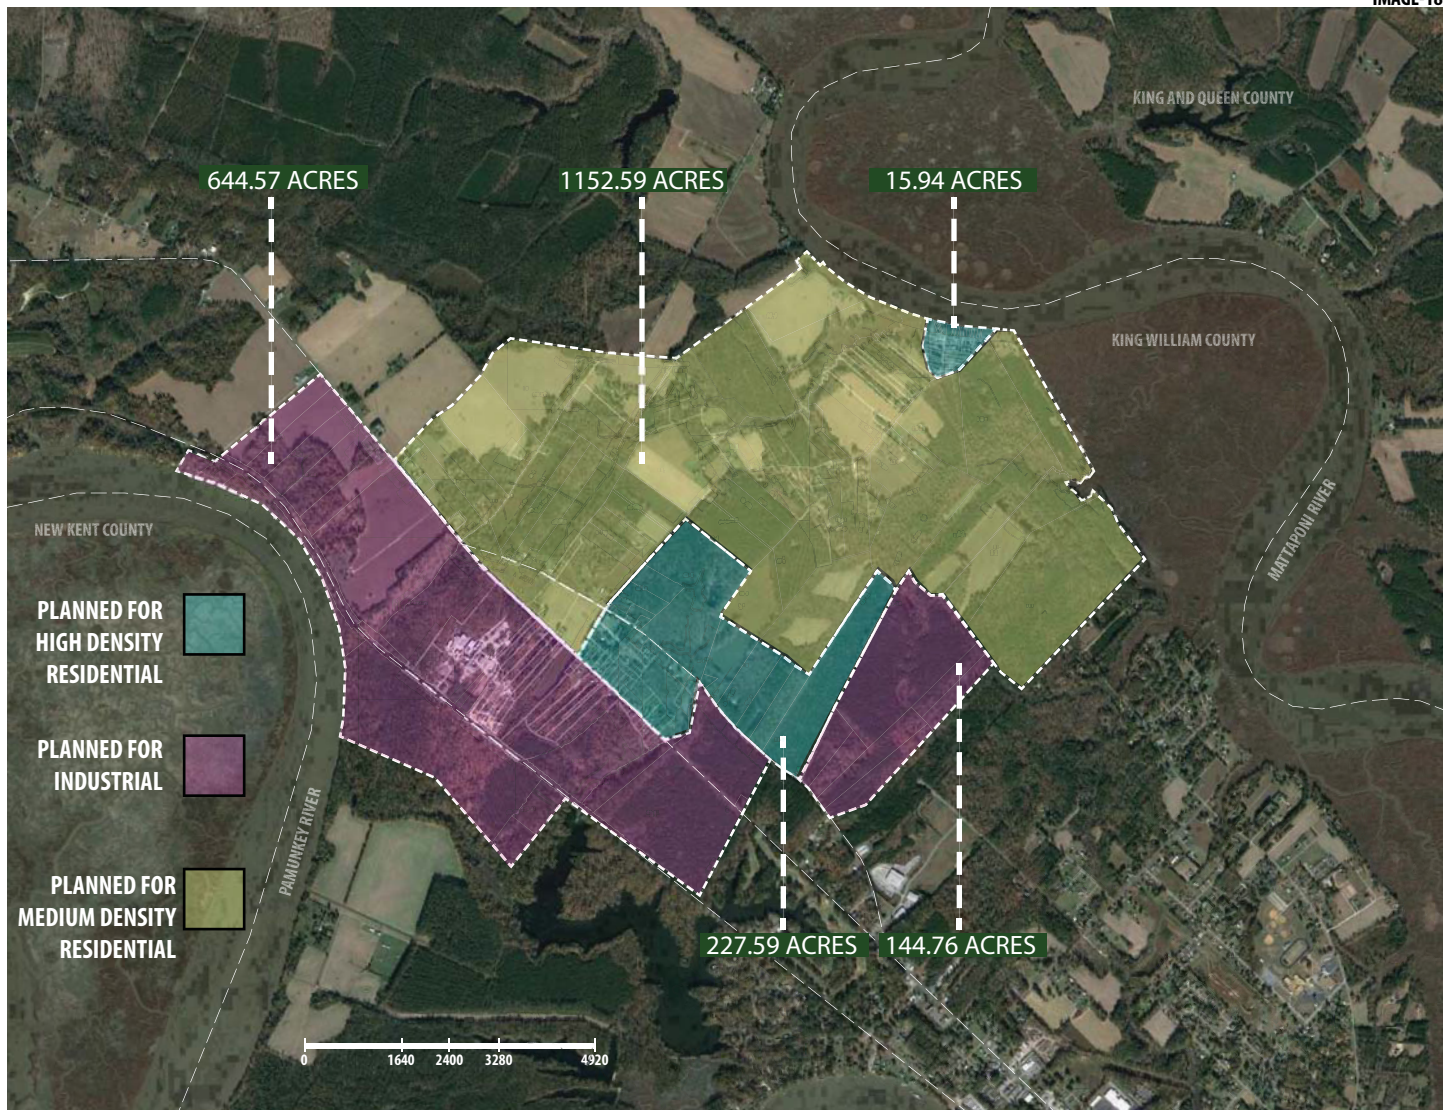 KING AND QUEEN COUNTY
644.57 ACRES
1152.59 ACRES
15.94 ACRES
KING WILLIAM COUNTY
NEW KENT COUNTY
MATTAPONI RIVER
PLANNED FOR
HIGH DENSITY
RESIDENTIAL
PLANNED FOR
INDUSTRIAL
PAMUNKEY RIVER
PLANNED FOR
MEDIUM DENSITY
RESIDENTIAL
227.59 ACRES
144.76 ACRES
0
1640
2400
3280
4920